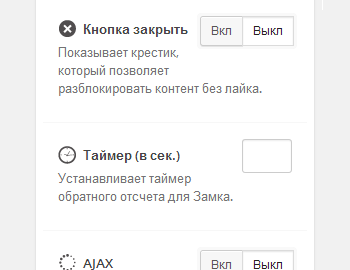 Кнопка закрыть Вкл Выкл
Показывает крестик,
который позволяет
разблокировать контент без лайка.
Таймер (в сек.)
Устанавливает таймер
обратного отсчета для Замка.
AJAX Вкл Выкл